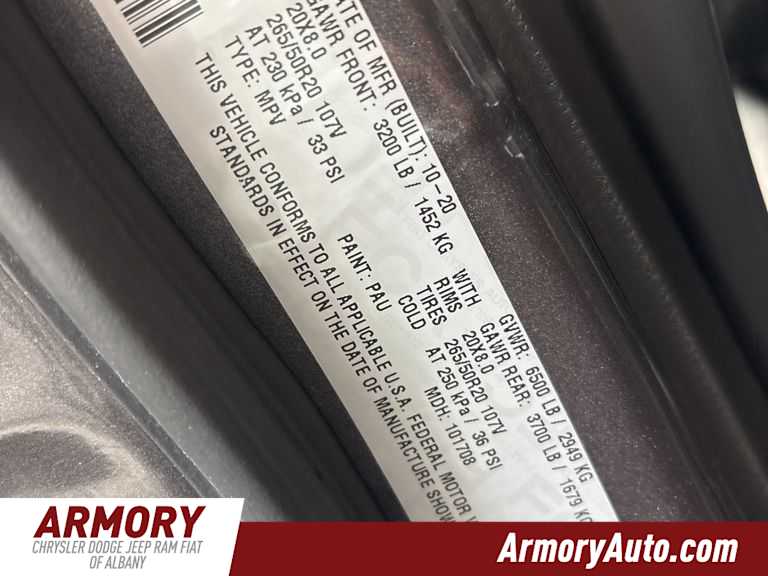 ATE OF MFR (BUILT): 10-20 GVWR: 6500 LB / 2949 KG
GAWR FRONT: 3200 LB / 1452 KG WITH GAWR REAR: 3700 LB / 1679 KG
20X8.0 RIMS 20X8.0
265/50R20 107V TIRES 265/50R20 107V
AT 230 kPa / 33 PSI COLD AT 250 kPa / 36 PSI
TYPE: MPV PAINT: PAU MDH: 101708
THIS VEHICLE CONFORMS TO ALL APPLICABLE U.S.A. FEDERAL MOTOR V
STANDARDS IN EFFECT ON THE DATE OF MANUFACTURE SHOW
ARMORY
CHRYSLER DODGE JEEP RAM FIAT
OF ALBANY
ArmoryAuto.com